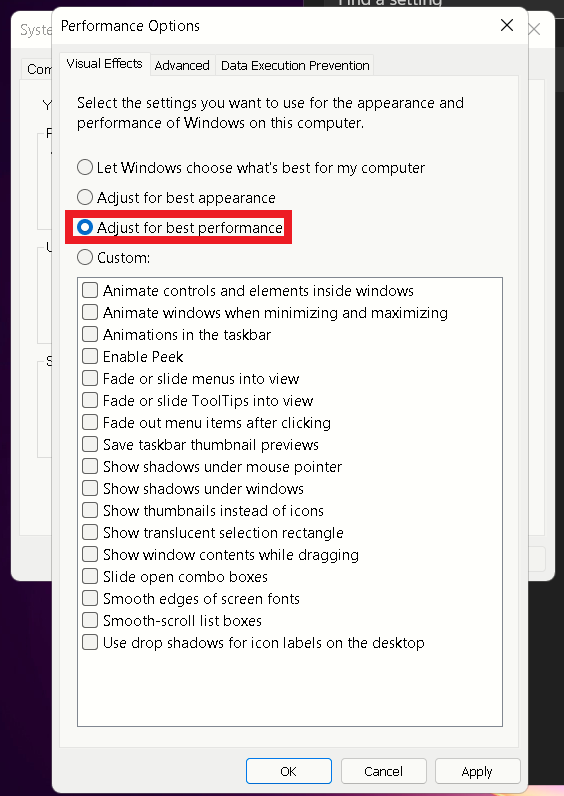 Find a setting
Performance Options
Visual Effects
Advanced
Data Execution Prevention
Select the settings you want to use for the appearance and
performance of Windows on this computer.
Let Windows choose what's best for my computer
Adjust for best appearance
Adjust for best performance
Custom:
Animate controls and elements inside windows
Animate windows when minimizing and maximizing
Animations in the taskbar
Enable Peek
Fade or slide menus into view
Fade or slide ToolTips into view
Fade out menu items after clicking
Save taskbar thumbnail previews
Show shadows under mouse pointer
Show shadows under windows
Show thumbnails instead of icons
Show translucent selection rectangle
Show window contents while dragging
Slide open combo boxes
Smooth edges of screen fonts
Smooth-scroll list boxes
Use drop shadows for icon labels on the desktop
OK
Cancel
Apply